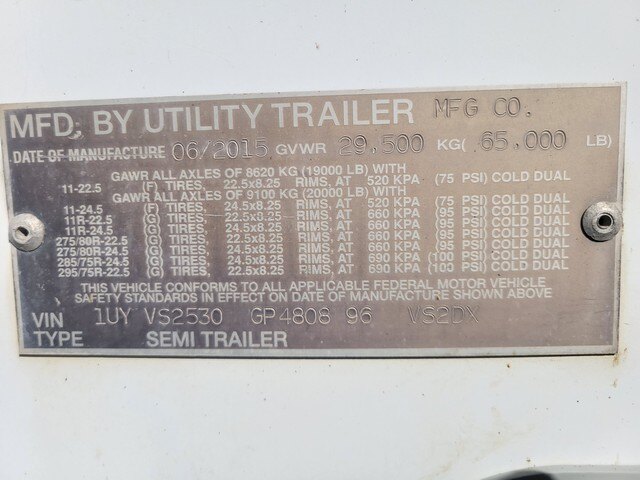 MFD. BY UTILITY TRAILER MFG CO.
DATE OF MANUFACTURE 06/2015 GVWR 29,500 KG( 65,000 LB)
GAWR ALL AXLES OF 8620 KG (19000 LB) WITH
11-22.5 (F) TIRES, 22.5x8.25 RIMS, AT 520 KPA (75 PSI) COLD DUAL
GAWR ALL AXLES OF 9100 KG (20000 LB) WITH
11-24.5 (F) TIRES, 24.5x8.25 RIMS, AT 520 KPA (75 PSI) COLD DUAL
11R-22.5 (G) TIRES, 22.5x8.25 RIMS, AT 660 KPA (95 PSI) COLD DUAL
11R-24.5 (G) TIRES, 24.5x8.25 RIMS, AT 660 KPA (95 PSI) COLD DUAL
275/80R-22.5 (G) TIRES, 22.5x8.25 RIMS, AT 660 KPA (95 PSI) COLD DUAL
275/80R-24.5 (G) TIRES, 24.5x8.25 RIMS, AT 660 KPA (95 PSI) COLD DUAL
285/75R-24.5 (G) TIRES, 24.5x8.25 RIMS, AT 690 KPA (100 PSI) COLD DUAL
295/75R-22.5 (G) TIRES, 22.5x8.25 RIMS, AT 690 KPA (100 PSI) COLD DUAL
THIS VEHICLE CONFORMS TO ALL APPLICABLE FEDERAL MOTOR VEHICLE
SAFETY STANDARDS IN EFFECT ON DATE OF MANUFACTURE SHOWN ABOVE
VIN 1UY VS2530 GP4808 96 VS2DX
TYPE SEMI TRAILER